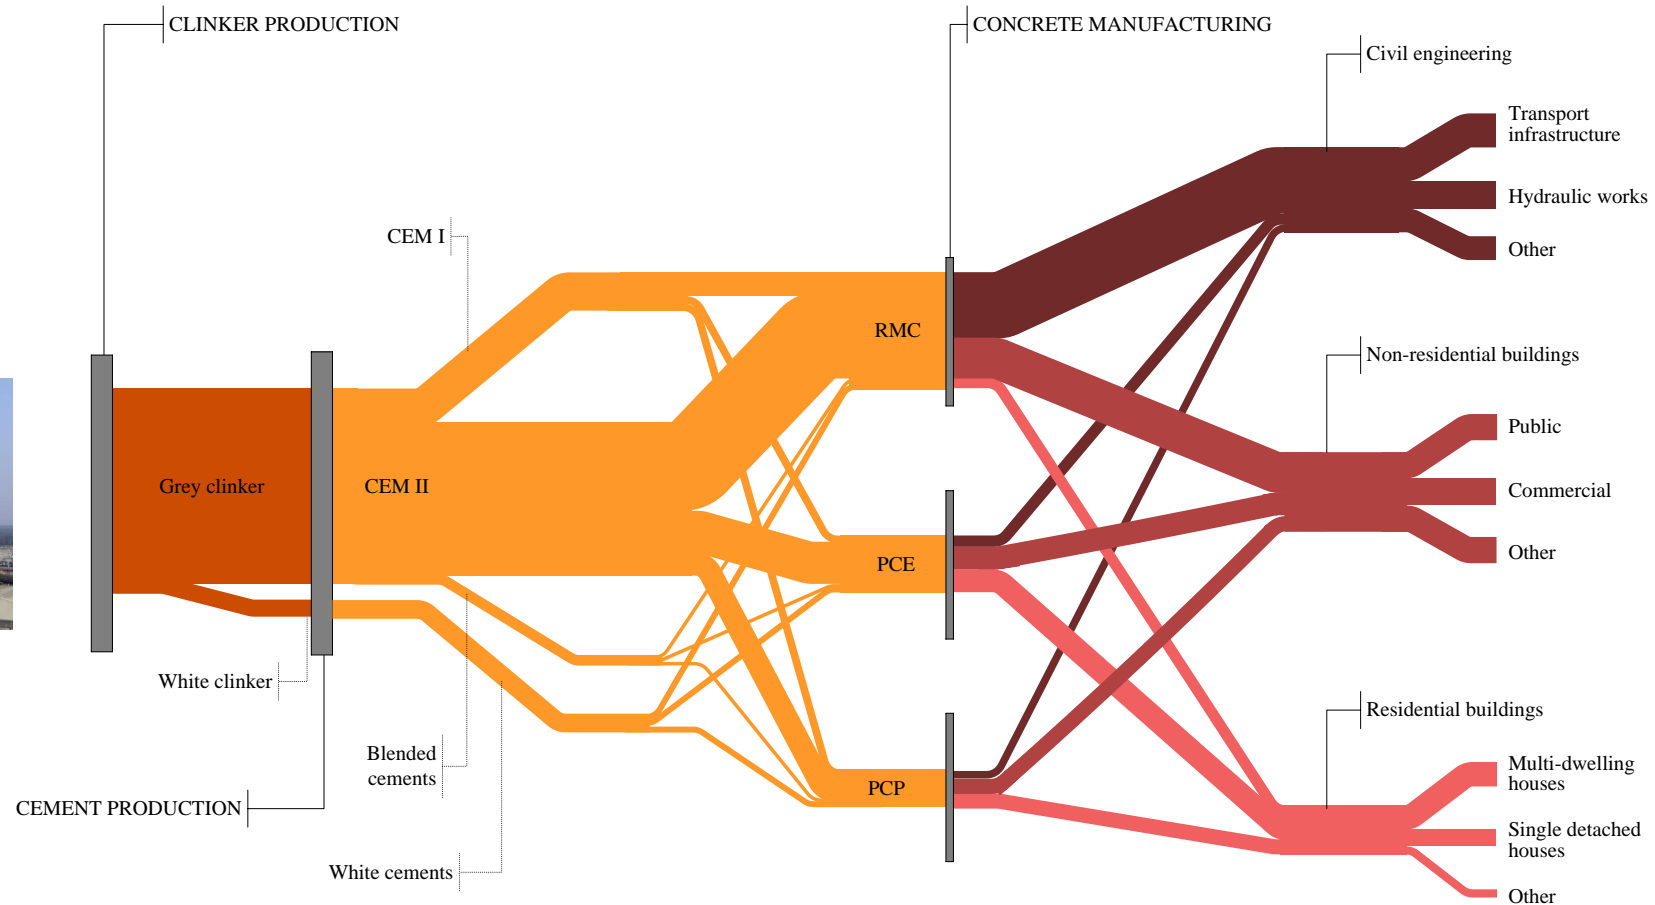 CLINKER PRODUCTION
CONCRETE MANUFACTURING
Civil engineering
Transport
infrastructure
Hydraulic works
Other
CEM I
RMC
Non-residential buildings
Public
Commercial
Other
Grey clinker
CEM II
PCE
White clinker
Blended
cements
CEMENT PRODUCTION
White cements
PCP
Residential buildings
Multi-dwelling
houses
Single detached
houses
Other